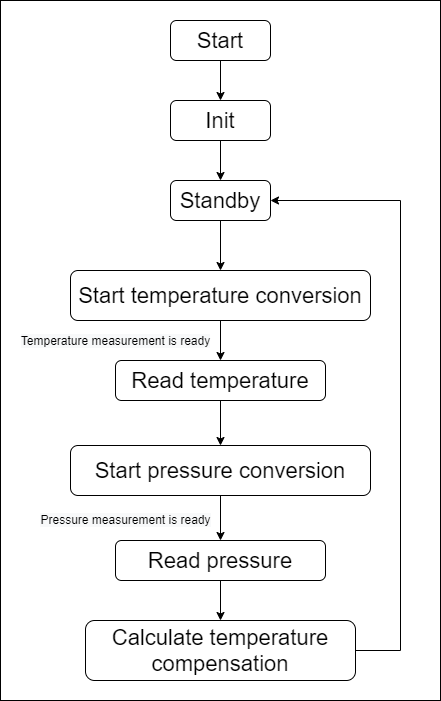 Start
Init
Standby
Start temperature conversion
Temperature measurement is ready
Read temperature
Start pressure conversion
Pressure measurement is ready
Read pressure
Calculate temperature
compensation